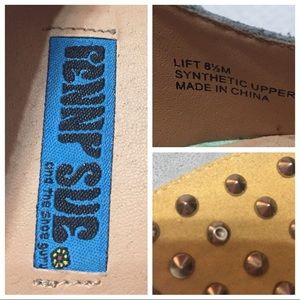 PENNY SUE
and the shoe guru
LIFT 8½M
SYNTHETIC UPPER
MADE IN CHINA